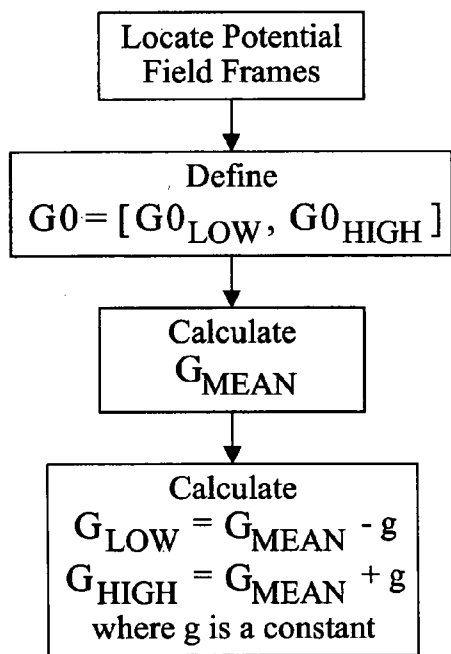 Locate Potential
Field Frames
Define
G0 = [G0LOW, G0HIGH]
Calculate
GMEAN
Calculate
GLOW = GMEAN - g
GHIGH = GMEAN + g
where g is a constant